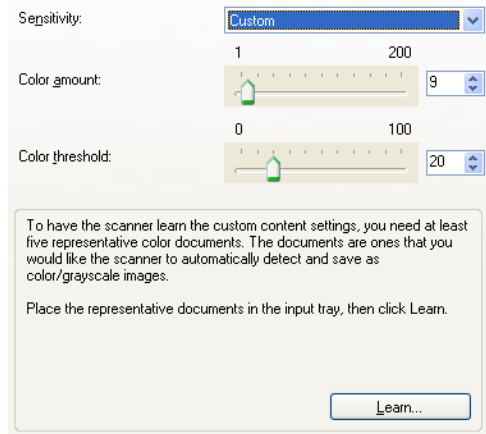 Sensitivity: Custom
1 200
Color amount: 9
0 100
Color threshold: 20
To have the scanner learn the custom content settings, you need at least
five representative color documents. The documents are ones that you
would like the scanner to automatically detect and save as
color/grayscale images.
Place the representative documents in the input tray, then click Learn.
Learn...